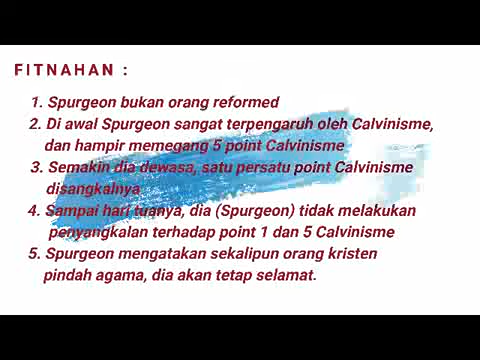 FITNAHAN :
1. Spurgeon bukan orang reformed
2. Di awal Spurgeon sangat terpengaruh oleh Calvinisme,
dan hampir memegang 5 point Calvinisme
3. Semakin dia dewasa, satu persatu point Calvinisme
disangkalnya
4. Sampai hari tuanya, dia (Spurgeon) tidak melakukan
penyangkalan terhadap point 1 dan 5 Calvinisme
5. Spurgeon mengatakan sekalipun orang kristen
pindah agama, dia akan tetap selamat.